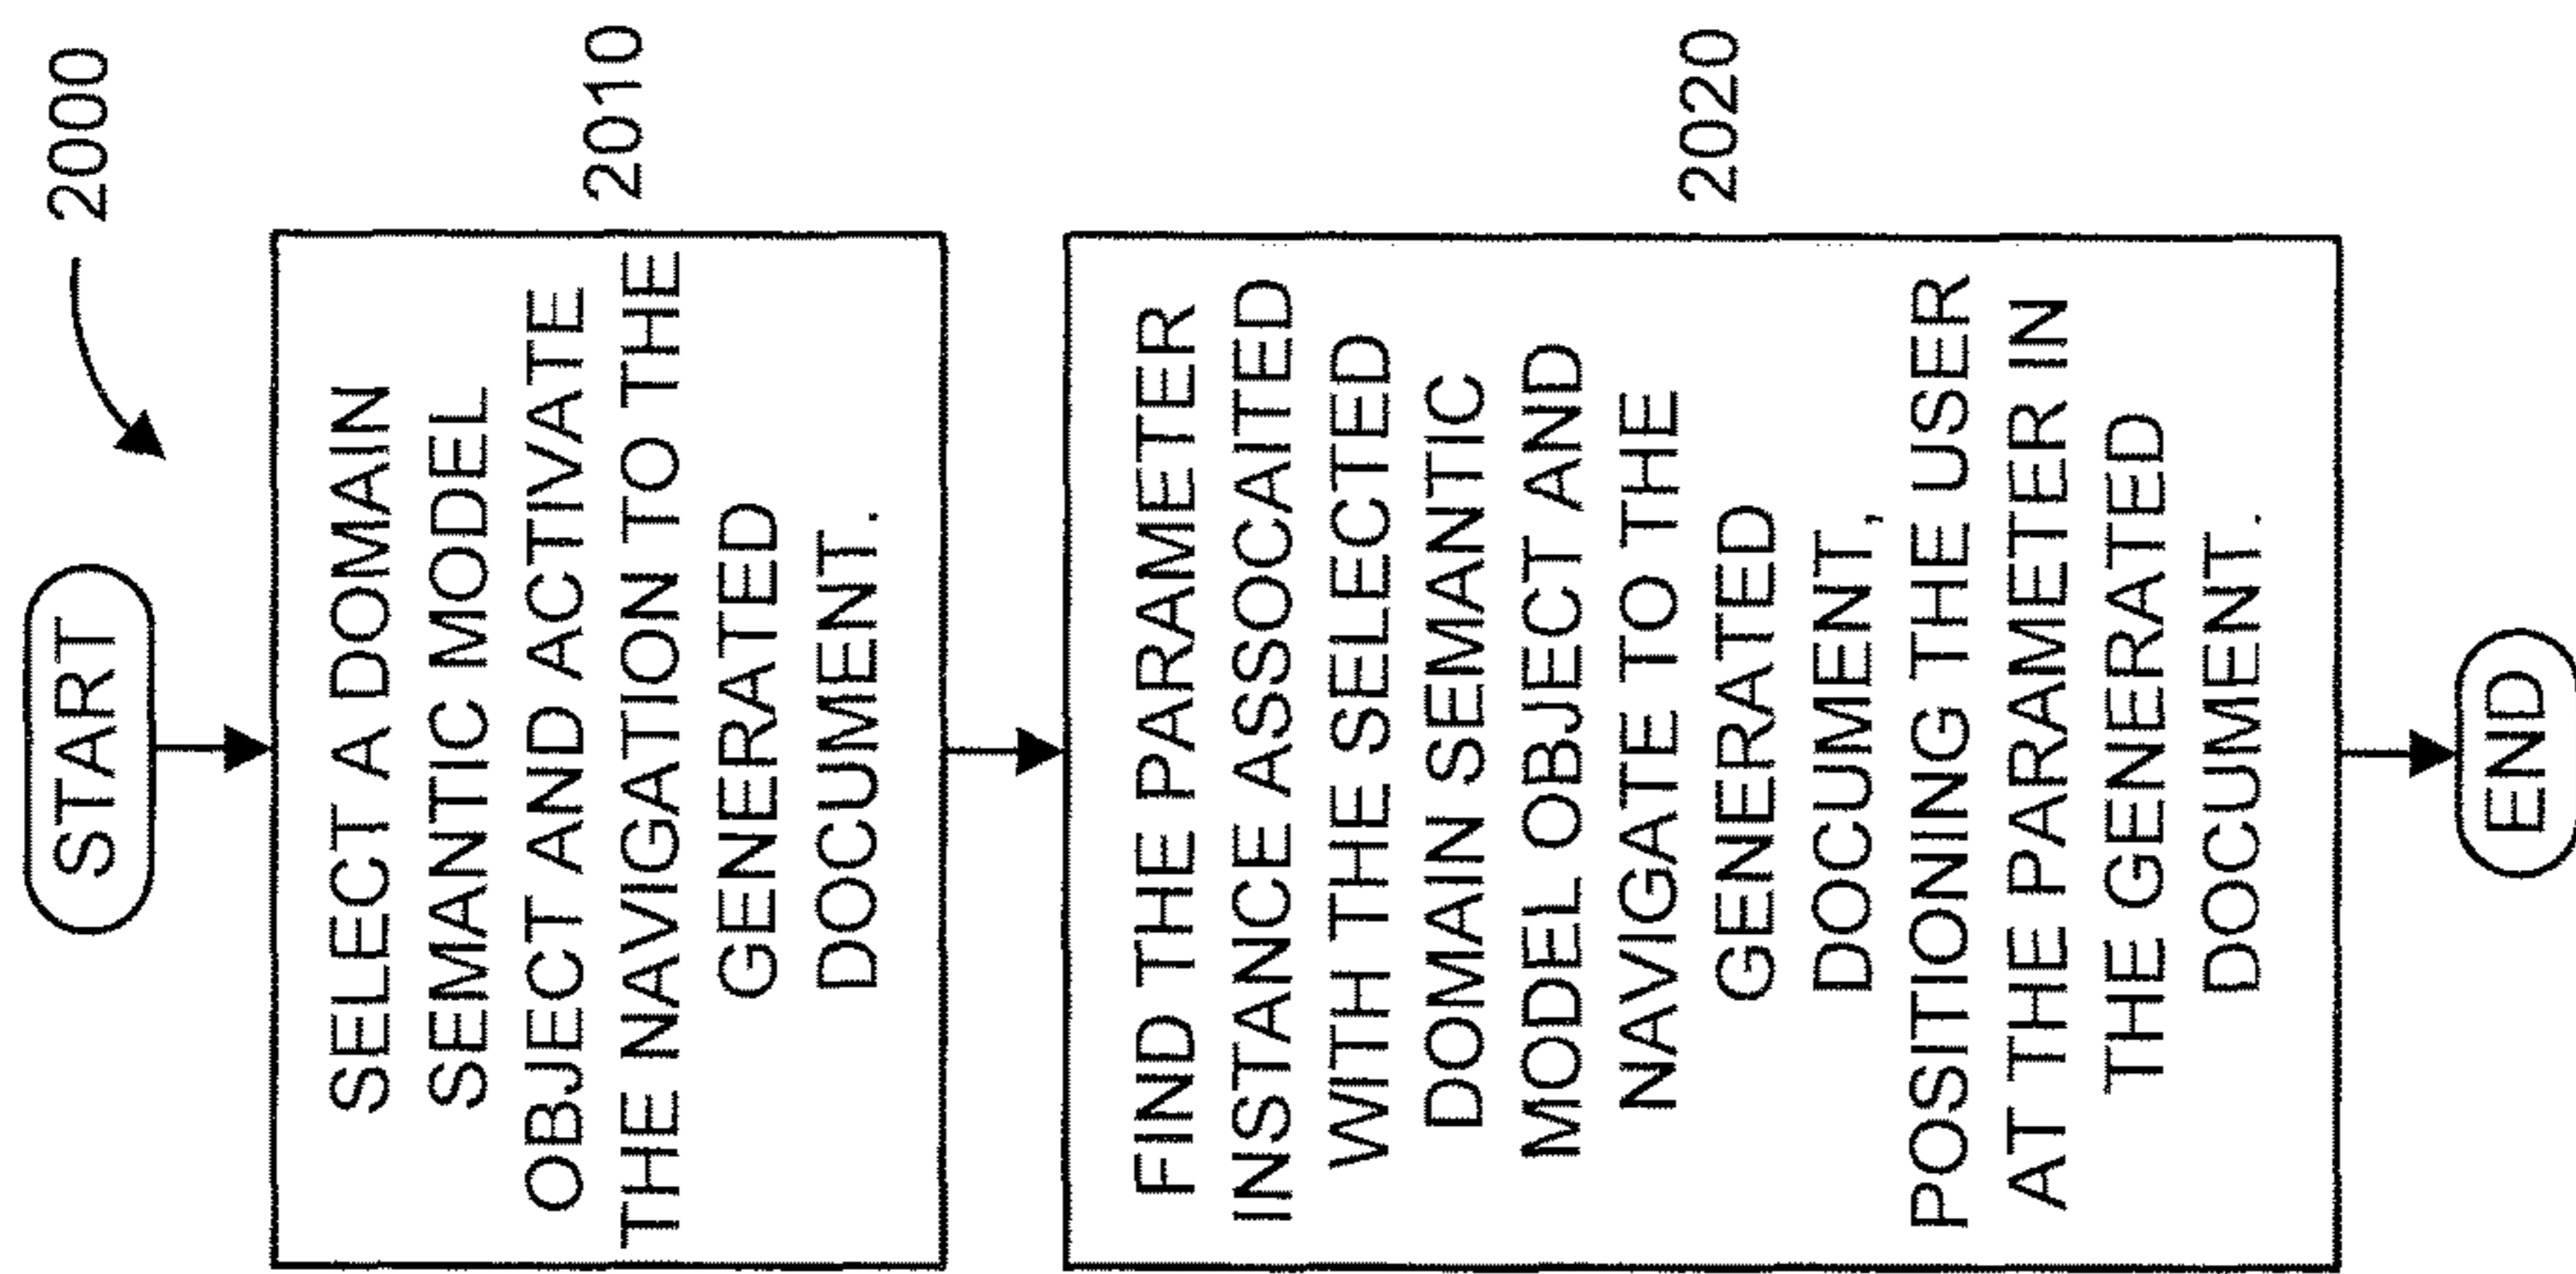 2000
START
SELECT A DOMAIN
SEMANTIC MODEL
OBJECT AND ACTIVATE
THE NAVIGATION TO THE
GENERATED
DOCUMENT.
2010
FIND THE PARAMETER
INSTANCE ASSOCAITED
WITH THE SELECTED
DOMAIN SEMANTIC
MODEL OBJECT AND
NAVIGATE TO THE
GENERATED
DOCUMENT,
POSITIONING THE USER
AT THE PARAMETER IN
THE GENERATED
DOCUMENT.
2020
END